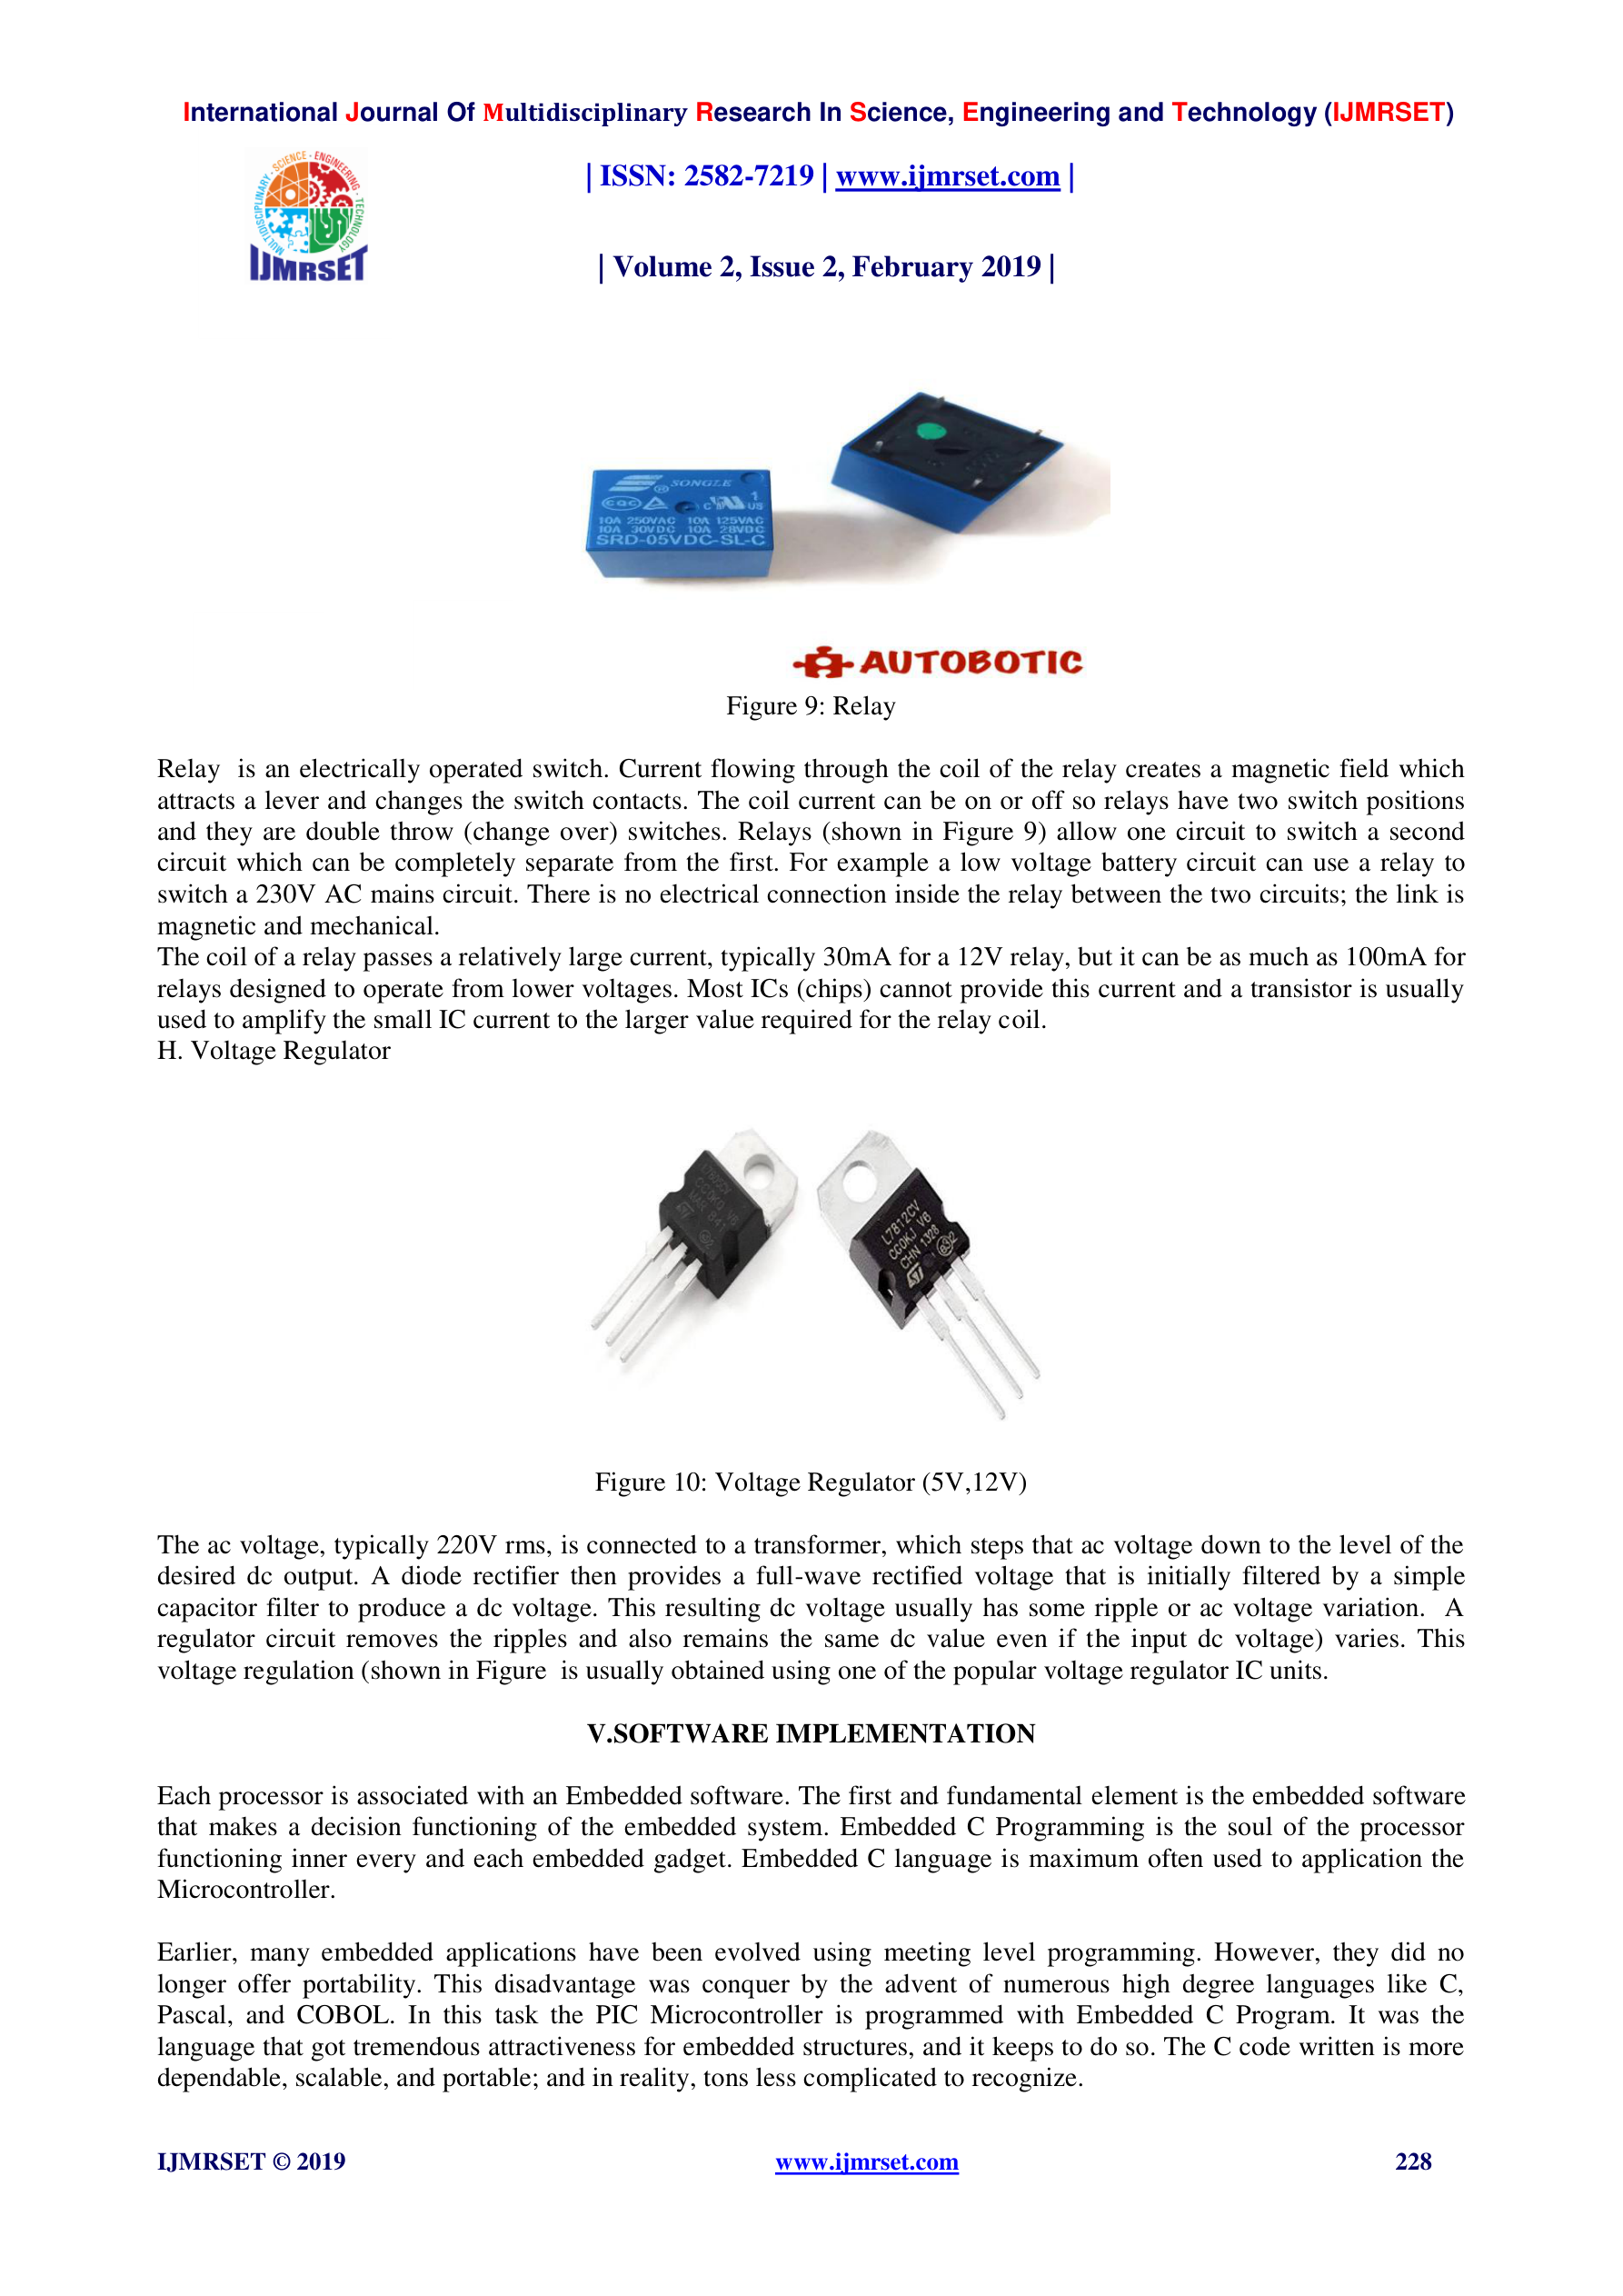 International Journal Of Multidisciplinary Research In Science, Engineering and Technology (IJMRSET)
MULTIDISCIPLINARY - SCIENCE - ENGINEERING - TECHNOLOGY
IJMRSET
| ISSN: 2582-7219 | www.ijmrset.com |
| Volume 2, Issue 2, February 2019 |
SONGLE
®
CQC
C US
1
10A 250VAC 10A 125VAC
10A 30VDC 10A 28VDC
SRD-05VDC-SL-C
AUTOBOTIC
Figure 9: Relay
Relay is an electrically operated switch. Current flowing through the coil of the relay creates a magnetic field which
attracts a lever and changes the switch contacts. The coil current can be on or off so relays have two switch positions
and they are double throw (change over) switches. Relays (shown in Figure 9) allow one circuit to switch a second
circuit which can be completely separate from the first. For example a low voltage battery circuit can use a relay to
switch a 230V AC mains circuit. There is no electrical connection inside the relay between the two circuits; the link is
magnetic and mechanical.
The coil of a relay passes a relatively large current, typically 30mA for a 12V relay, but it can be as much as 100mA for
relays designed to operate from lower voltages. Most ICs (chips) cannot provide this current and a transistor is usually
used to amplify the small IC current to the larger value required for the relay coil.
H. Voltage Regulator
CC0KO V6
MAR 841
L7812CV
CC0KJ V6
CHN 1328
ST
Figure 10: Voltage Regulator (5V,12V)
The ac voltage, typically 220V rms, is connected to a transformer, which steps that ac voltage down to the level of the
desired dc output. A diode rectifier then provides a full-wave rectified voltage that is initially filtered by a simple
capacitor filter to produce a dc voltage. This resulting dc voltage usually has some ripple or ac voltage variation. A
regulator circuit removes the ripples and also remains the same dc value even if the input dc voltage) varies. This
voltage regulation (shown in Figure is usually obtained using one of the popular voltage regulator IC units.
V.SOFTWARE IMPLEMENTATION
Each processor is associated with an Embedded software. The first and fundamental element is the embedded software
that makes a decision functioning of the embedded system. Embedded C Programming is the soul of the processor
functioning inner every and each embedded gadget. Embedded C language is maximum often used to application the
Microcontroller.
Earlier, many embedded applications have been evolved using meeting level programming. However, they did no
longer offer portability. This disadvantage was conquer by the advent of numerous high degree languages like C,
Pascal, and COBOL. In this task the PIC Microcontroller is programmed with Embedded C Program. It was the
language that got tremendous attractiveness for embedded structures, and it keeps to do so. The C code written is more
dependable, scalable, and portable; and in reality, tons less complicated to recognize.
IJMRSET © 2019
www.ijmrset.com
228